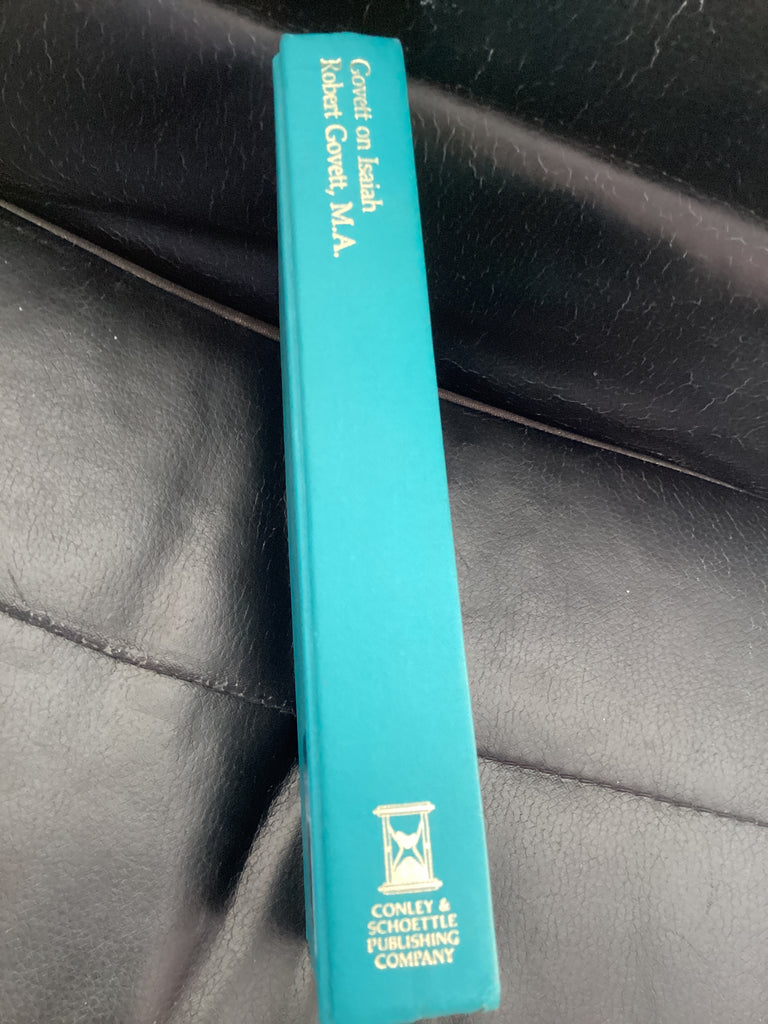 Govett on Isaiah
Robert Govett, M.A.
CONLEY &
SCHOETTLE
PUBLISHING
COMPANY